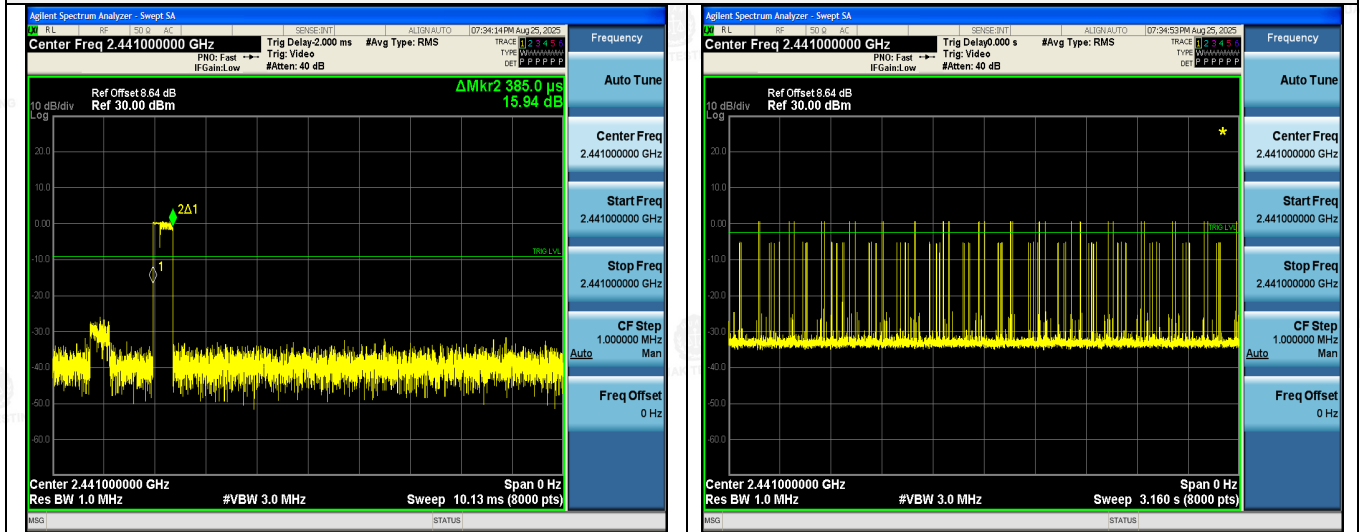 Agilent Spectrum Analyzer - Swept SA
LXI RL RF 50 Ω AC SENSE:INT ALIGN AUTO 07:34:14 PM Aug 25, 2025
Center Freq 2.441000000 GHz
PNO: Fast
IFGain:Low
Trig Delay-2.000 ms
Trig: Video
#Atten: 40 dB
#Avg Type: RMS
TRACE 1 2 3 4 5 6
TYPE WWWWWW
DET P P P P P P
ΔMkr2 385.0 µs
15.94 dB
Ref Offset 8.64 dB
10 dB/div Ref 30.00 dBm
Log
20.0
10.0
0.00
-10.0
-20.0
-30.0
-40.0
-50.0
-60.0
2Δ1
1
TRIG LVL
Center 2.441000000 GHz Span 0 Hz
Res BW 1.0 MHz #VBW 3.0 MHz Sweep 10.13 ms (8000 pts)
MSG STATUS
Frequency
Auto Tune
Center Freq
2.441000000 GHz
Start Freq
2.441000000 GHz
Stop Freq
2.441000000 GHz
CF Step
1.000000 MHz
Auto Man
Freq Offset
0 Hz
Agilent Spectrum Analyzer - Swept SA
LXI RL RF 50 Ω AC SENSE:INT ALIGN AUTO 07:34:53 PM Aug 25, 2025
Center Freq 2.441000000 GHz
PNO: Fast
IFGain:Low
Trig Delay0.000 s
Trig: Video
#Atten: 40 dB
#Avg Type: RMS
TRACE 1 2 3 4 5 6
TYPE WWWWWW
DET P P P P P P
Ref Offset 8.64 dB
10 dB/div Ref 30.00 dBm
Log
20.0
10.0
0.00
-10.0
-20.0
-30.0
-40.0
-50.0
-60.0
*
TRIG LVL
Center 2.441000000 GHz Span 0 Hz
Res BW 1.0 MHz #VBW 3.0 MHz Sweep 3.160 s (8000 pts)
MSG STATUS
Frequency
Auto Tune
Center Freq
2.441000000 GHz
Start Freq
2.441000000 GHz
Stop Freq
2.441000000 GHz
CF Step
1.000000 MHz
Auto Man
Freq Offset
0 Hz